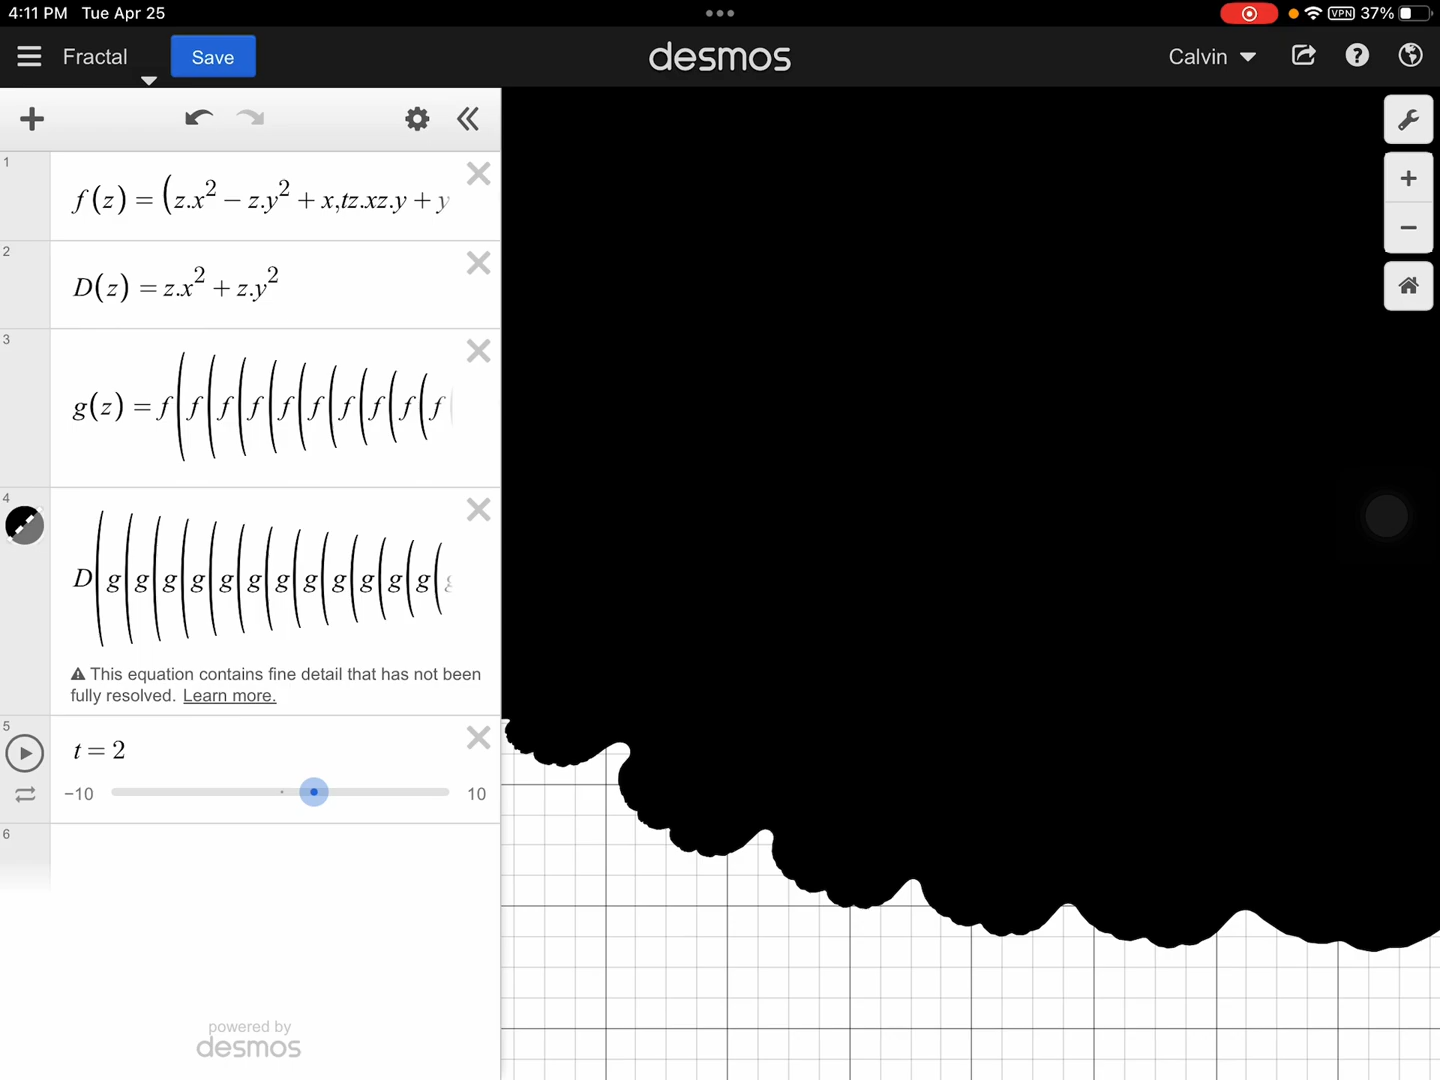 4:11 PM Tue Apr 25
VPN 37%
Fractal Save desmos Calvin
1
f(z) = (z.x² − z.y² + x,tz.xz.y + y
2
D(z) = z.x² + z.y²
3
g(z) = f(f(f(f(f(f(f(f(f(f
4
D(g(g(g(g(g(g(g(g(g(g(g(g(g
This equation contains fine detail that has not been
fully resolved. Learn more.
5
t = 2
−10 10
6
powered by
desmos